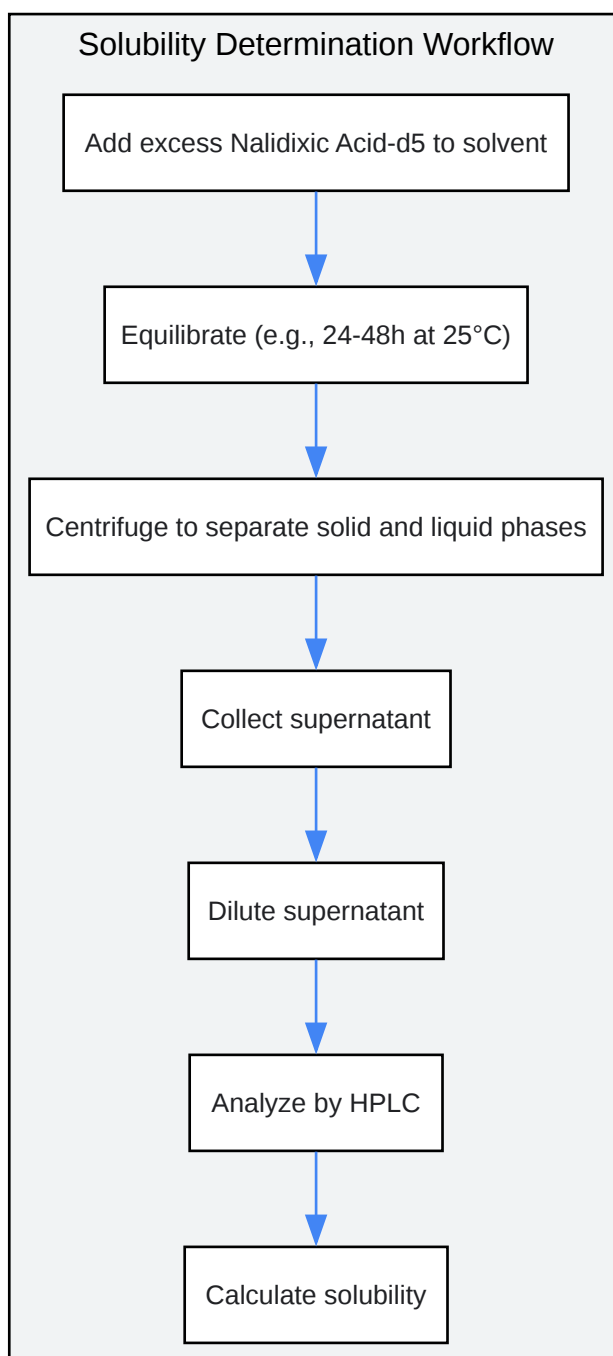 Solubility Determination Workflow
Add excess Nalidixic Acid-d5 to solvent
Equilibrate (e.g., 24-48h at 25°C)
Centrifuge to separate solid and liquid phases
Collect supernatant
Dilute supernatant
Analyze by HPLC
Calculate solubility